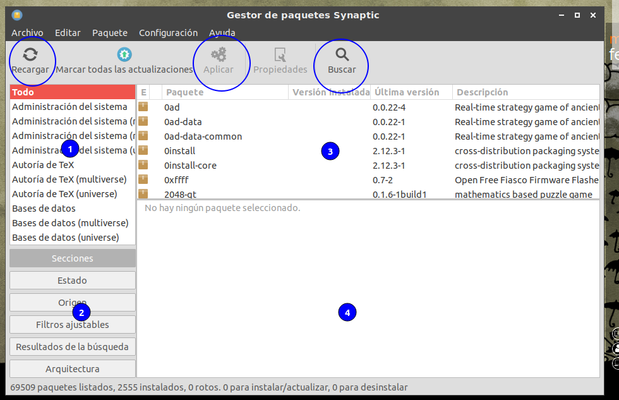 Gestor de paquetes Synaptic
Archivo Editar Paquete Configuración Ayuda
Recargar Marcar todas las actualizaciones Aplicar Propiedades Buscar
Todo
Administración del sistema
Administración del sistema (
Administración del sistema (
Administración del sistema (
Autoría de TeX
Autoría de TeX (multiverse)
Autoría de TeX (universe)
Bases de datos
Bases de datos (multiverse)
Bases de datos (universe)
1
Secciones
Estado
Origen
Filtros ajustables
Resultados de la búsqueda
Arquitectura
2
E Paquete Versión instalada Última versión Descripción
0ad 0.0.22-4 Real-time strategy game of ancient
0ad-data 0.0.22-1 Real-time strategy game of ancient
0ad-data-common 0.0.22-1 Real-time strategy game of ancient
0install 2.12.3-1 cross-distribution packaging syste
0install-core 2.12.3-1 cross-distribution packaging syste
0xffff 0.7-2 Open Free Fiasco Firmware Flashe
2048-qt 0.1.6-1build1 mathematics based puzzle game
3
No hay ningún paquete seleccionado.
4
69509 paquetes listados, 2555 instalados, 0 rotos. 0 para instalar/actualizar, 0 para desinstalar